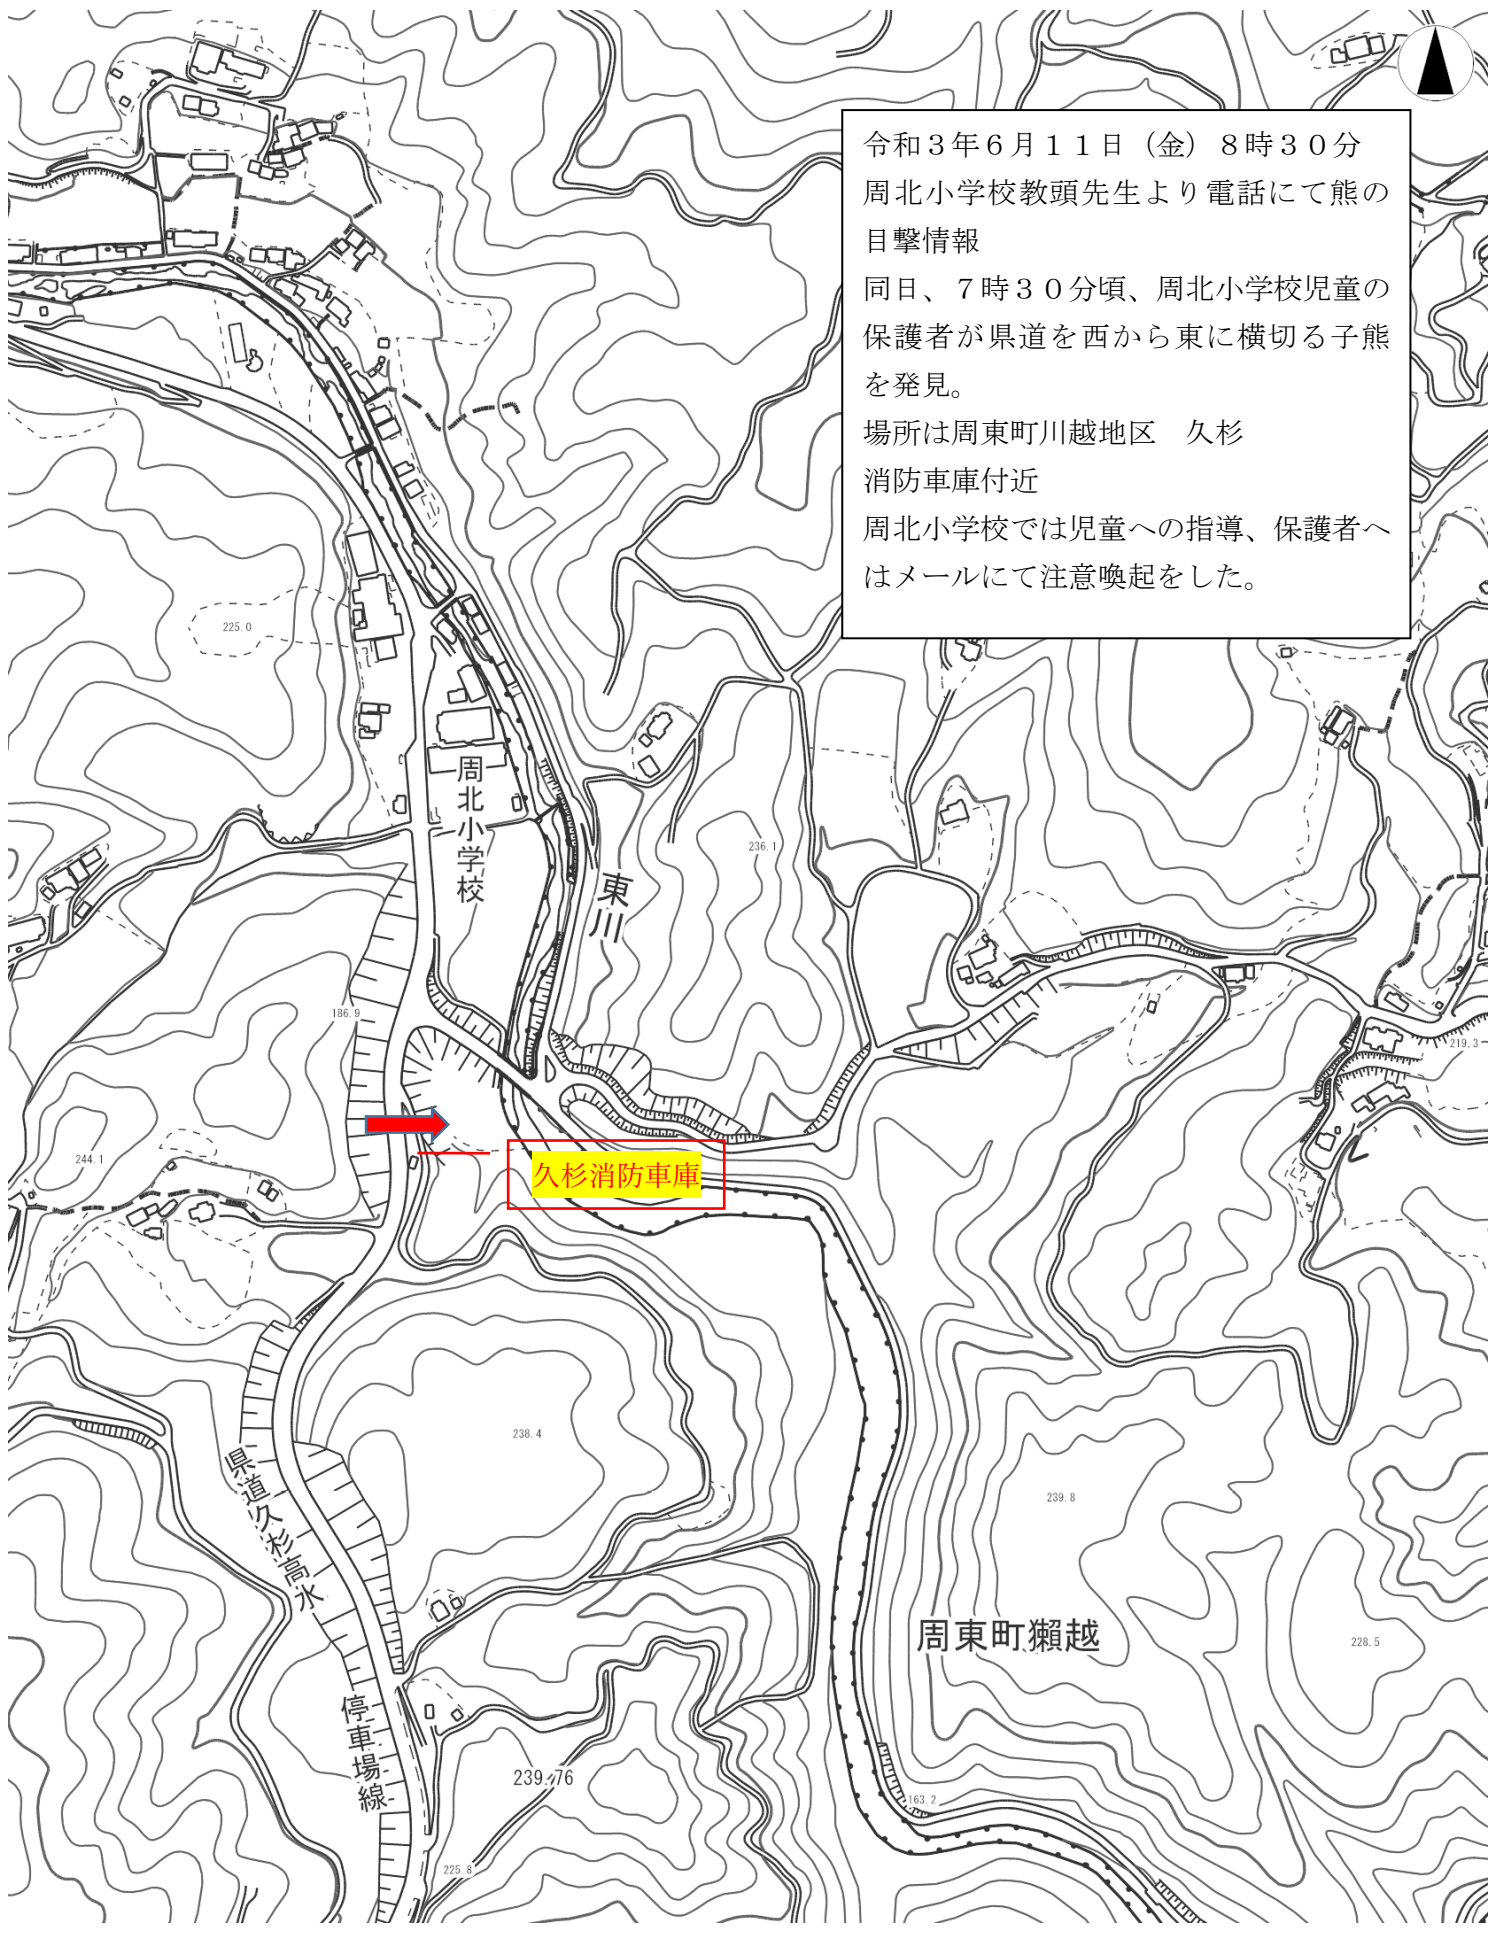 令和３年６月１１日（金）８時３０分
周北小学校教頭先生より電話にて熊の
目撃情報
同日、７時３０分頃、周北小学校児童の
保護者が県道を西から東に横切る子熊
を発見。
場所は周東町川越地区　久杉
消防車庫付近
周北小学校では児童への指導、保護者へ
はメールにて注意喚起をした。
225.0
周北小学校
236.1
東川
186.9
219.3
244.1
久杉消防車庫
238.4
県道久杉高水
239.8
周東町獺越
228.5
停車場線
239.76
163.2
225.8